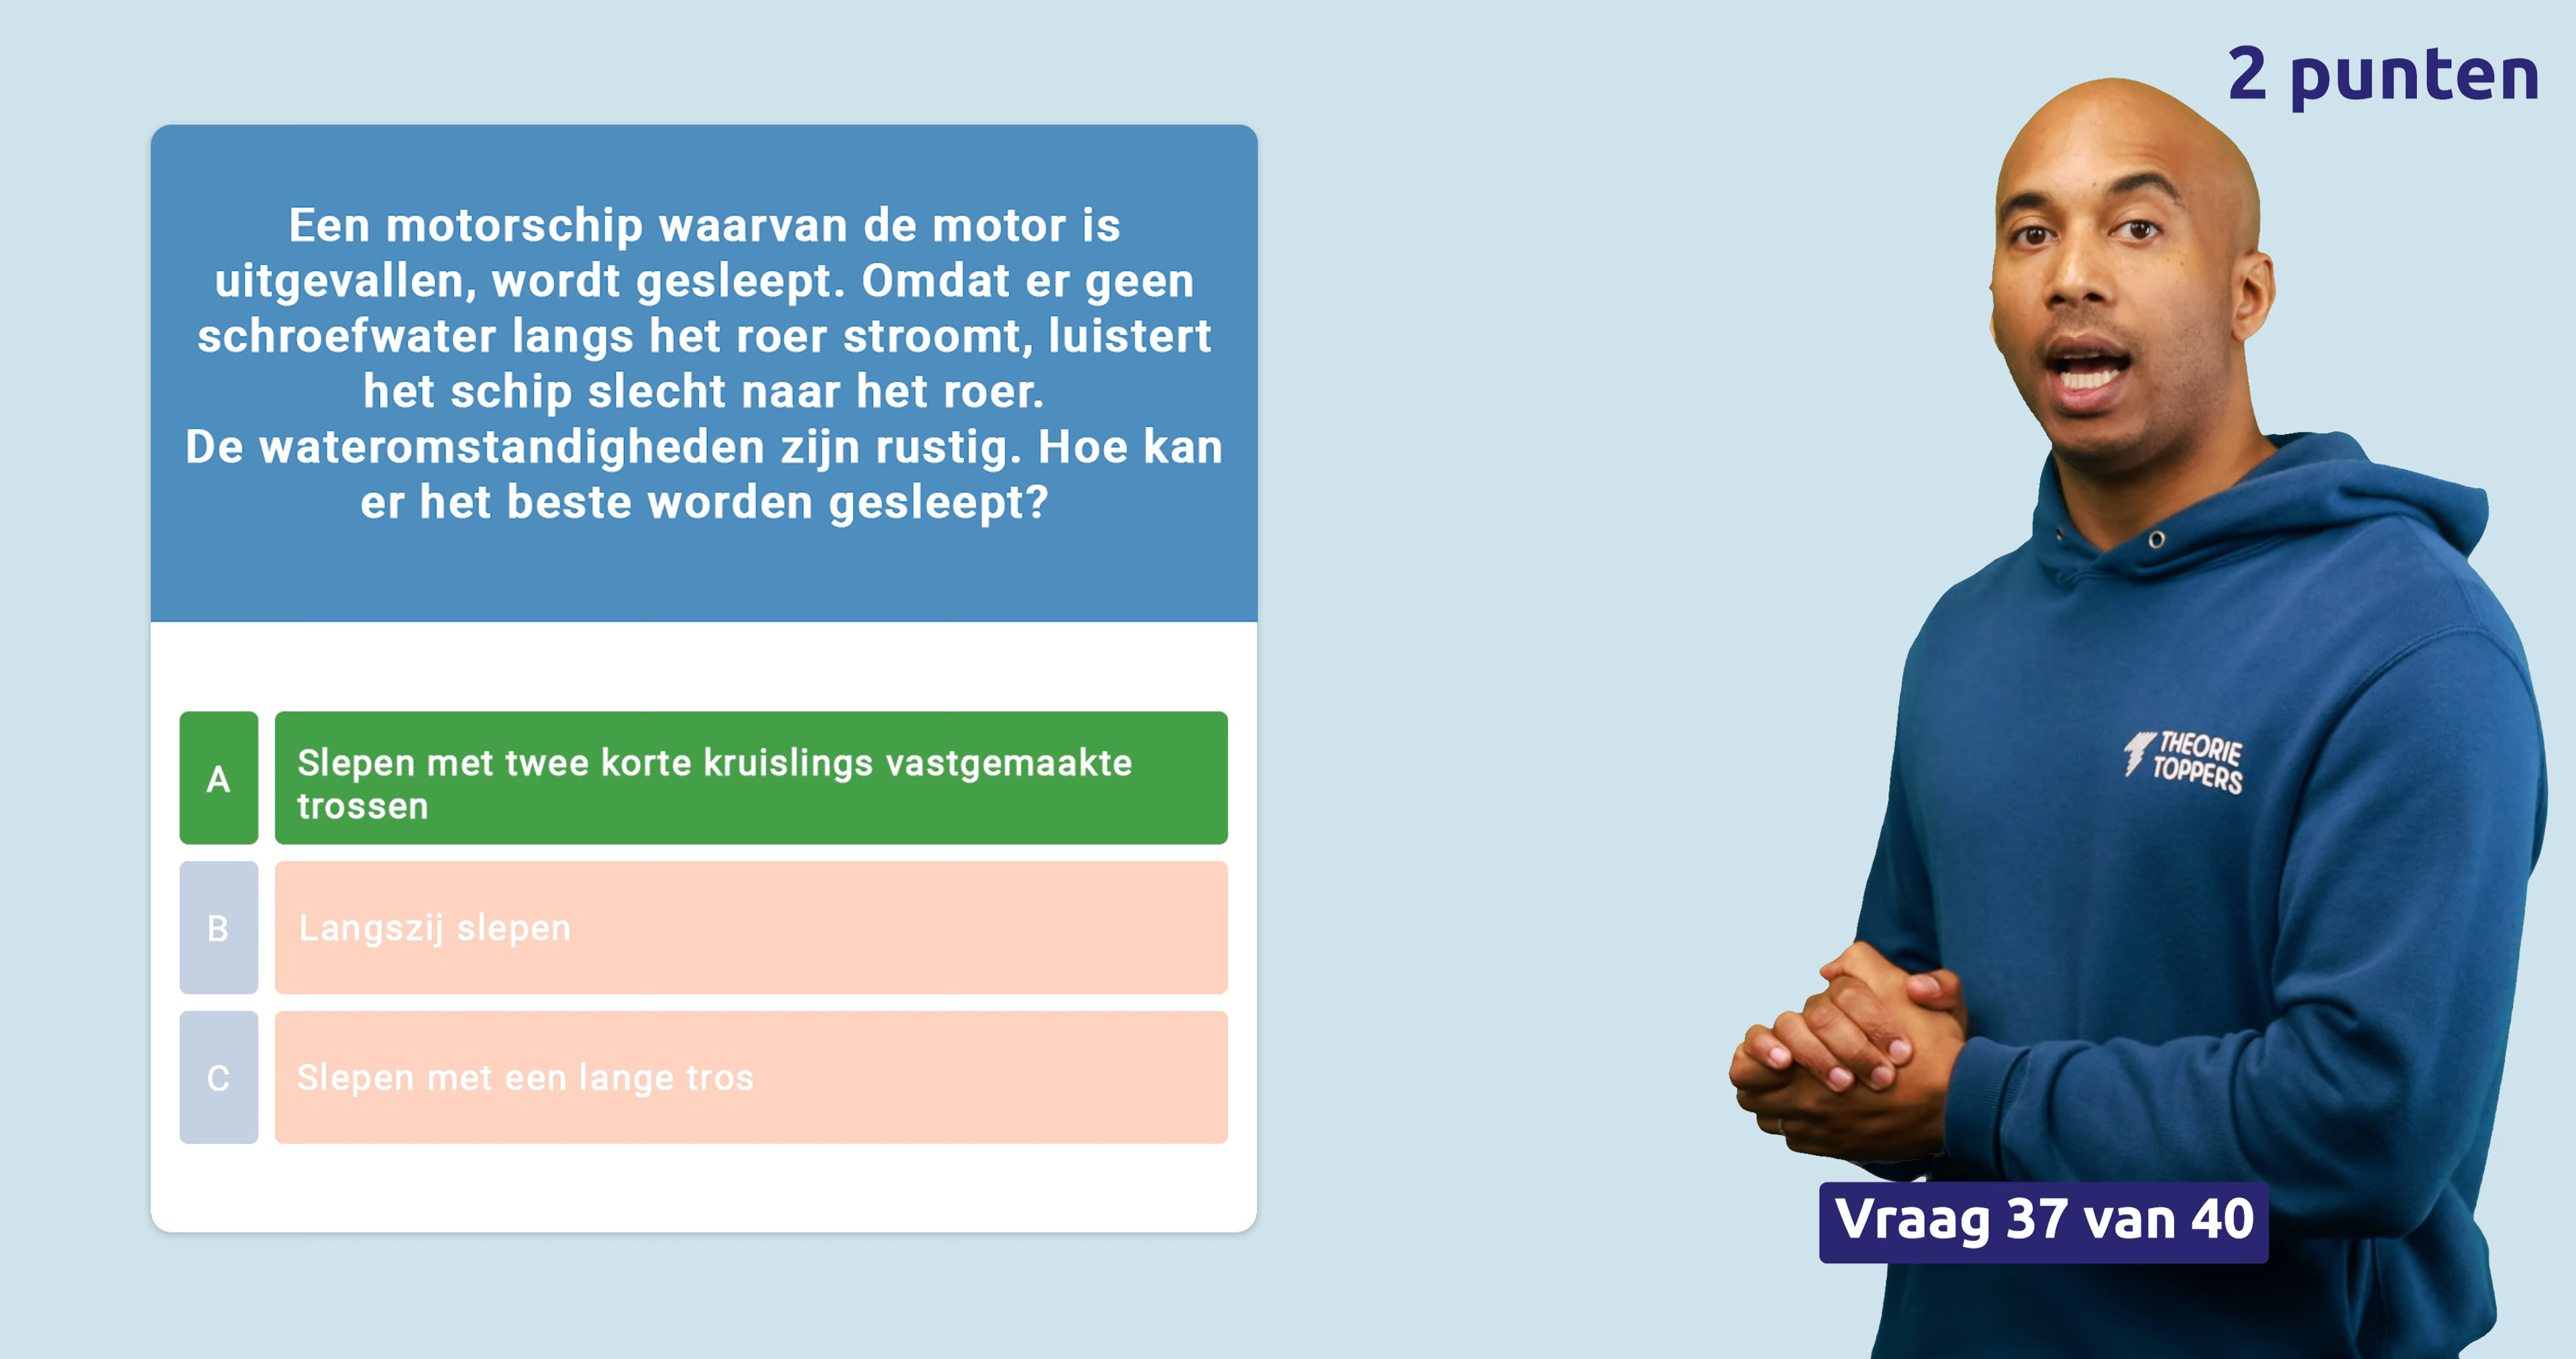 2 punten
Een motorschip waarvan de motor is
uitgevallen, wordt gesleept. Omdat er geen
schroefwater langs het roer stroomt, luistert
het schip slecht naar het roer.
De wateromstandigheden zijn rustig. Hoe kan
er het beste worden gesleept?
A
Slepen met twee korte kruislings vastgemaakte
trossen
B
Langszij slepen
C
Slepen met een lange tros
THEORIE
TOPPERS
Vraag 37 van 40